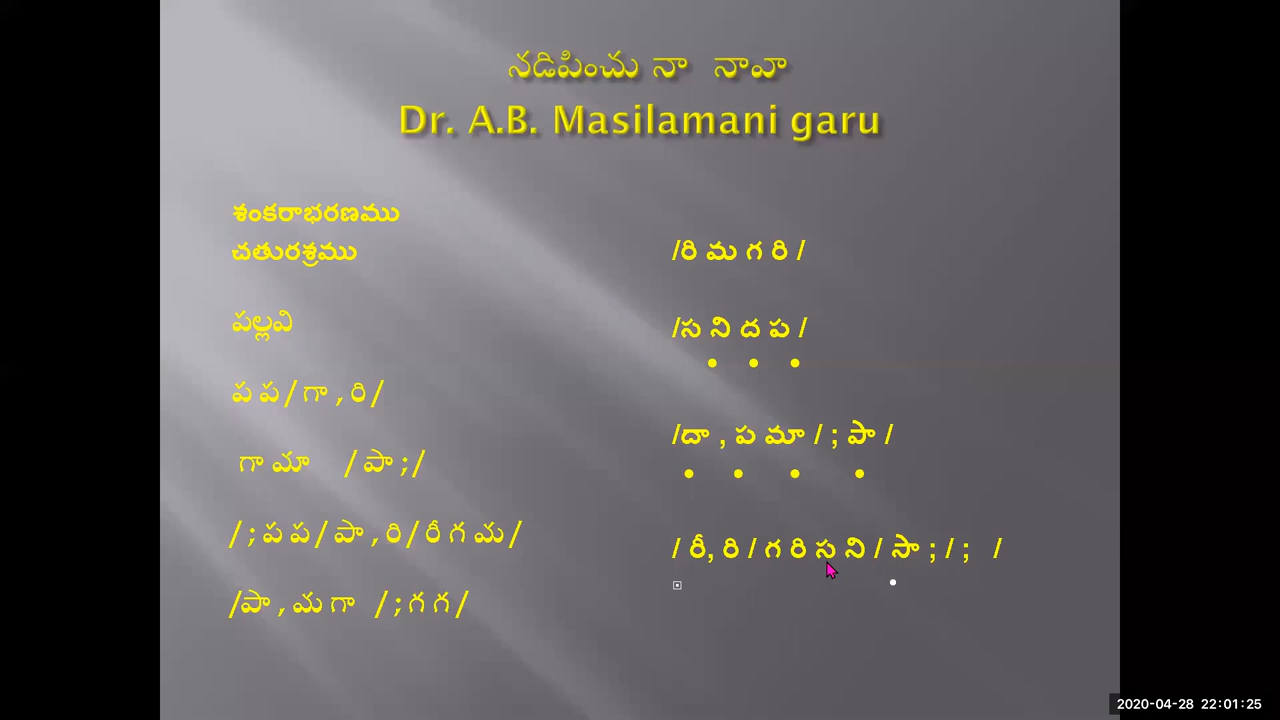 నడిపించు నా నావా
Dr. A.B. Masilamani garu
శంకరాభరణము
చతురశ్రము
పల్లవి
ప ప / గా , రి /
గా మా / పా ; /
/ ; ప ప / పా , రి / రీ గ మ /
/పా , మ గా / ; గ గ /
/రి మ గ రి /
/స ని ద ప /
/దా , ప మా / ; పా /
/ రీ, రి / గ రి స ని / సా ; / ; /
2020-04-28 22:01:25